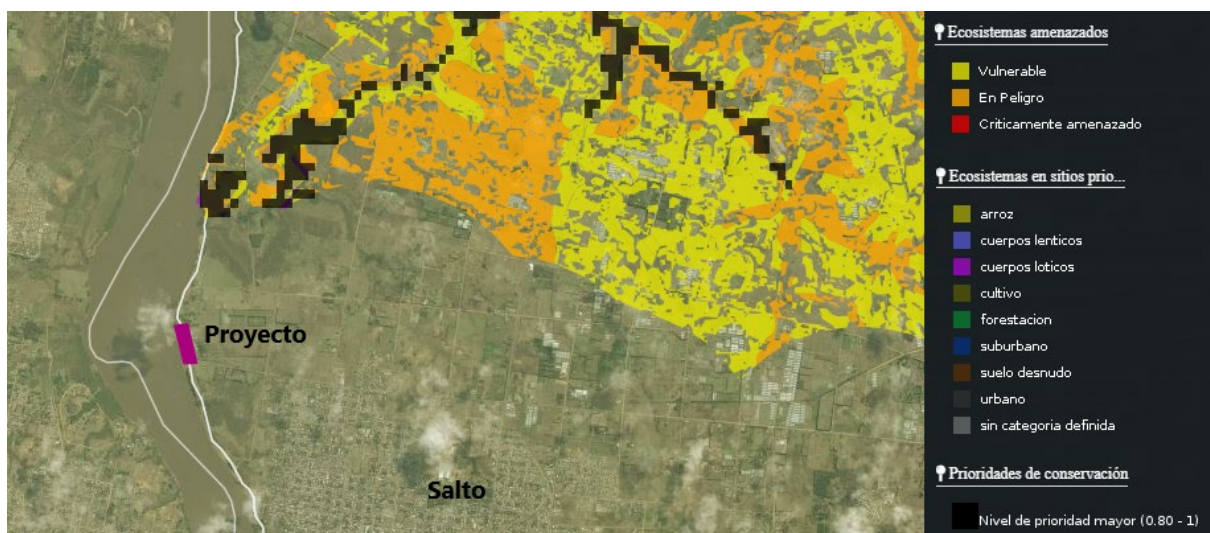 Proyecto
Salto
Ecosistemas amenazados
Vulnerable
En Peligro
Criticamente amenazado
Ecosistemas en sitios prio...
arroz
cuerpos lenticos
cuerpos loticos
cultivo
forestacion
suburbano
suelo desnudo
urbano
sin categoria definida
Prioridades de conservación
Nivel de prioridad mayor (0.80 - 1)